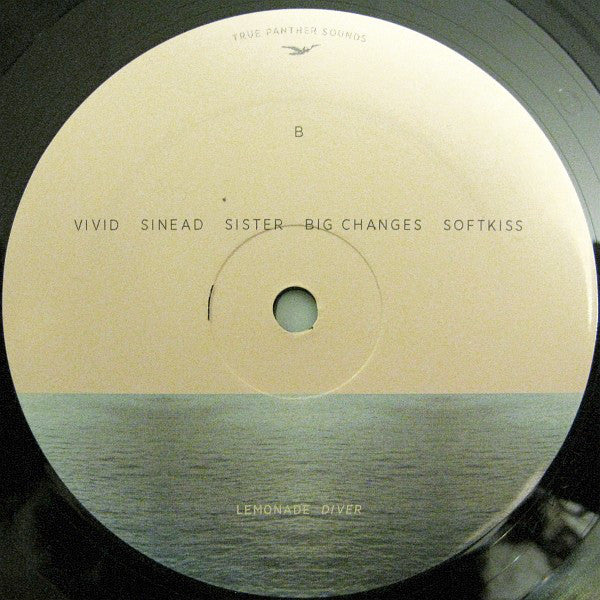 TRUE PANTHER SOUNDS
B
VIVID SINEAD SISTER BIG CHANGES SOFTKISS
LEMONADE DIVER